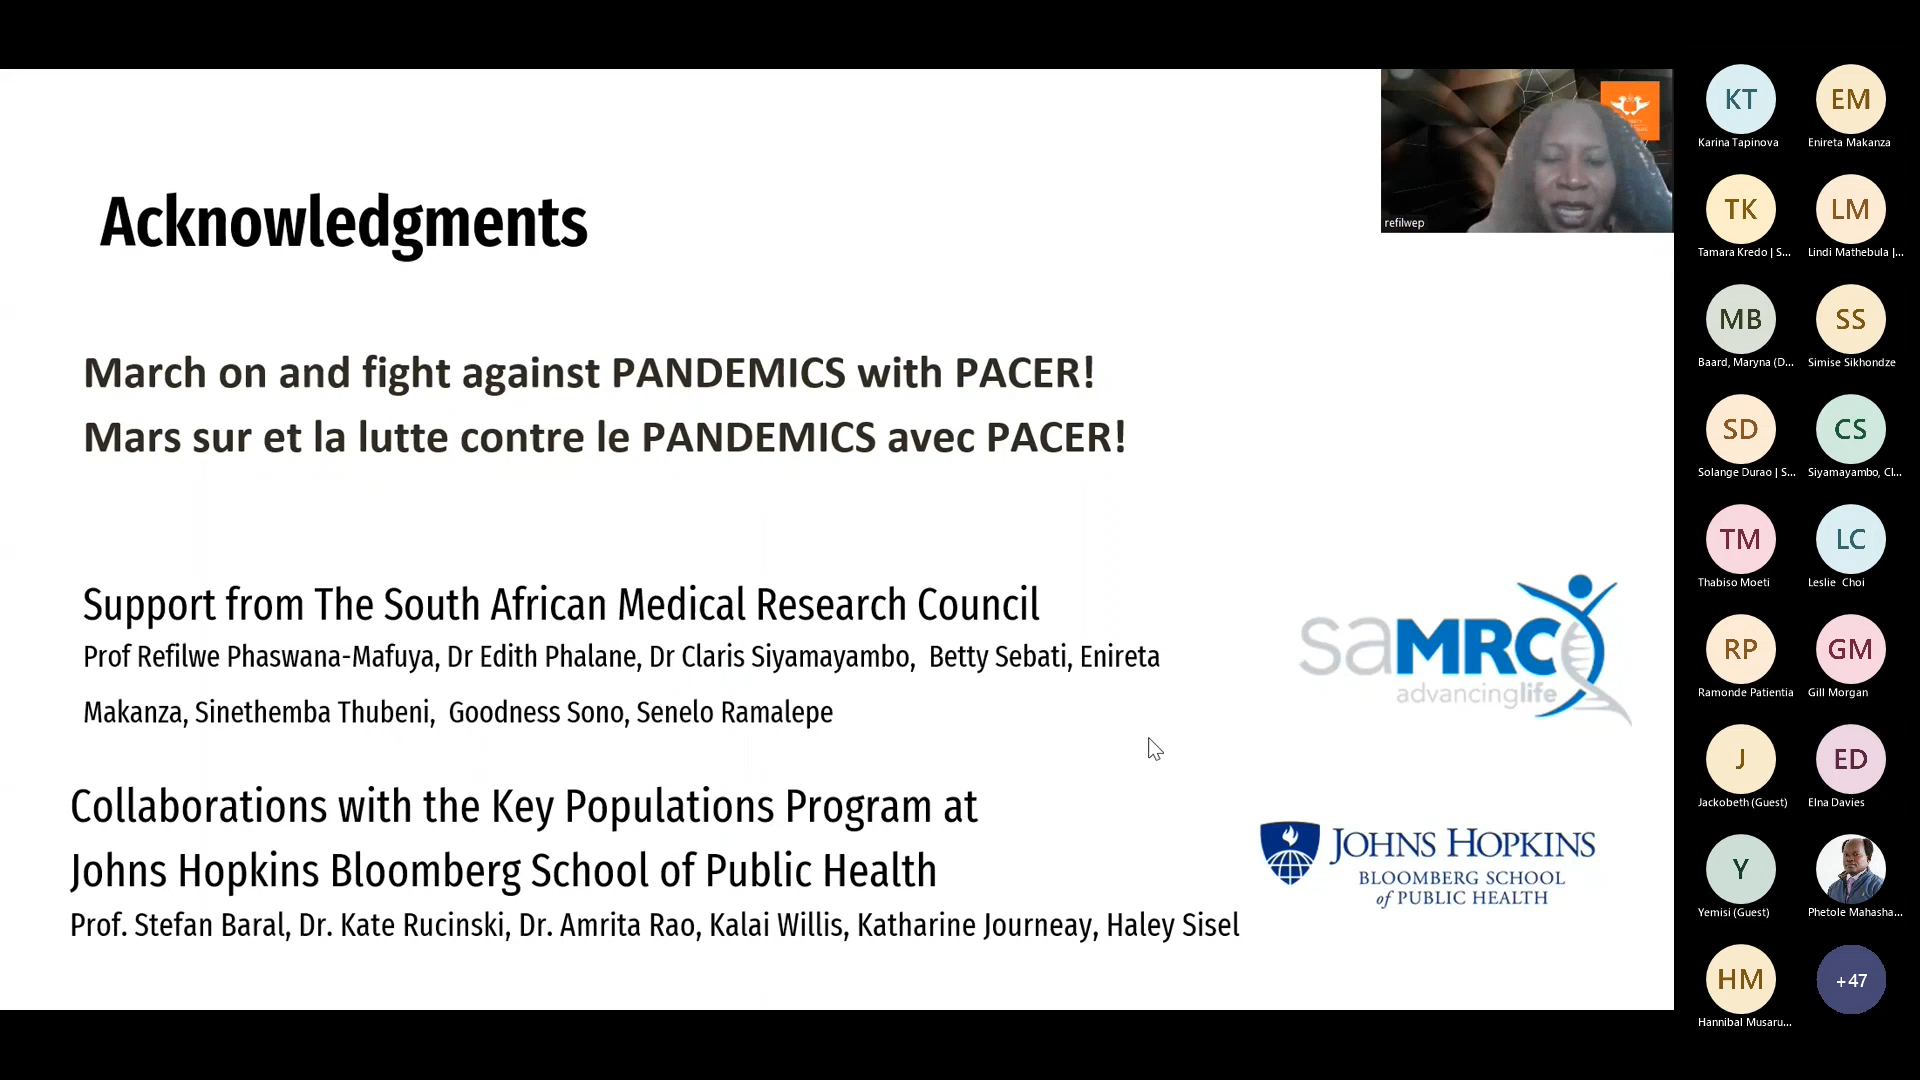 Acknowledgments
March on and fight against PANDEMICS with PACER!
Mars sur et la lutte contre le PANDEMICS avec PACER!
Support from The South African Medical Research Council
Prof Refilwe Phaswana-Mafuya, Dr Edith Phalane, Dr Claris Siyamayambo, Betty Sebati, Enireta
Makanza, Sinethemba Thubeni, Goodness Sono, Senelo Ramalepe
saMRC
advancinglife
Collaborations with the Key Populations Program at
Johns Hopkins Bloomberg School of Public Health
Prof. Stefan Baral, Dr. Kate Rucinski, Dr. Amrita Rao, Kalai Willis, Katharine Journeay, Haley Sisel
JOHNS HOPKINS
BLOOMBERG SCHOOL
of PUBLIC HEALTH
refilwep
KT
Karina Tapinova
EM
Enireta Makanza
TK
Tamara Kredo | S...
LM
Lindi Mathebula |...
MB
Baard, Maryna (D...
SS
Simise Sikhondze
SD
Solange Durao | S...
CS
Siyamayambo, Cl...
TM
Thabiso Moeti
LC
Leslie Choi
RP
Ramonde Patientia
GM
Gill Morgan
J
Jackobeth (Guest)
ED
Elna Davies
Y
Yemisi (Guest)
Phetole Mahasha...
HM
Hannibal Musaru...
+47